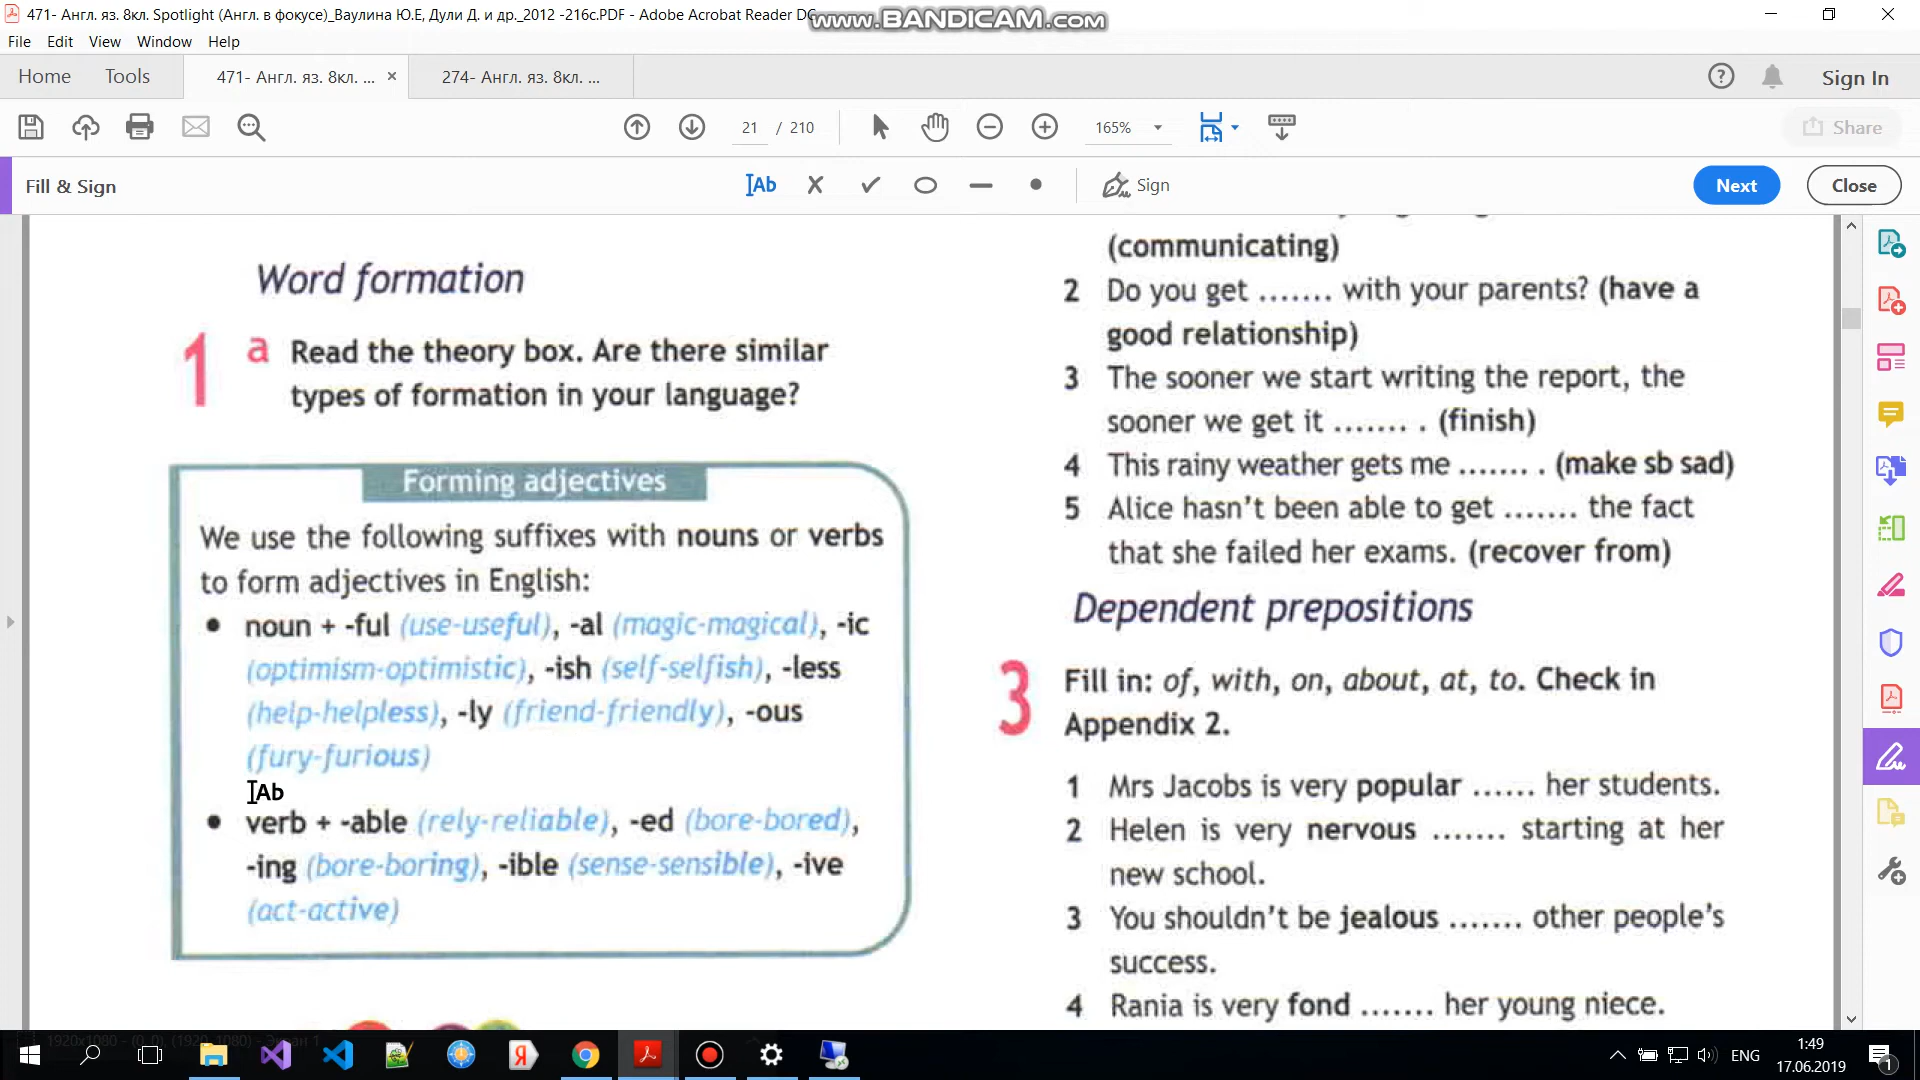 471- Англ. яз. 8кл. Spotlight (Англ. в фокусе)_Ваулина Ю.Е, Дули Д. и др._2012 -216с.PDF - Adobe Acrobat Reader DC
www.BANDICAM.com
File Edit View Window Help
Home Tools 471- Англ. яз. 8кл. ... 274- Англ. яз. 8кл. ... Sign In
21 / 210 165% Share
Fill & Sign Ab Sign Next Close
Word formation
1 a Read the theory box. Are there similar
types of formation in your language?
Forming adjectives
We use the following suffixes with nouns or verbs
to form adjectives in English:
• noun + -ful (use-useful), -al (magic-magical), -ic
(optimism-optimistic), -ish (self-selfish), -less
(help-helpless), -ly (friend-friendly), -ous
(fury-furious)
Ab
• verb + -able (rely-reliable), -ed (bore-bored),
-ing (bore-boring), -ible (sense-sensible), -ive
(act-active)
(communicating)
2 Do you get ....... with your parents? (have a
good relationship)
3 The sooner we start writing the report, the
sooner we get it ....... . (finish)
4 This rainy weather gets me ....... . (make sb sad)
5 Alice hasn't been able to get ....... the fact
that she failed her exams. (recover from)
Dependent prepositions
3 Fill in: of, with, on, about, at, to. Check in
Appendix 2.
1 Mrs Jacobs is very popular ...... her students.
2 Helen is very nervous ....... starting at her
new school.
3 You shouldn't be jealous ....... other people's
success.
4 Rania is very fond ....... her young niece.
1920x1080 - (0, 0), (1920, 1080) - Экран 1
ENG
1:49
17.06.2019
1